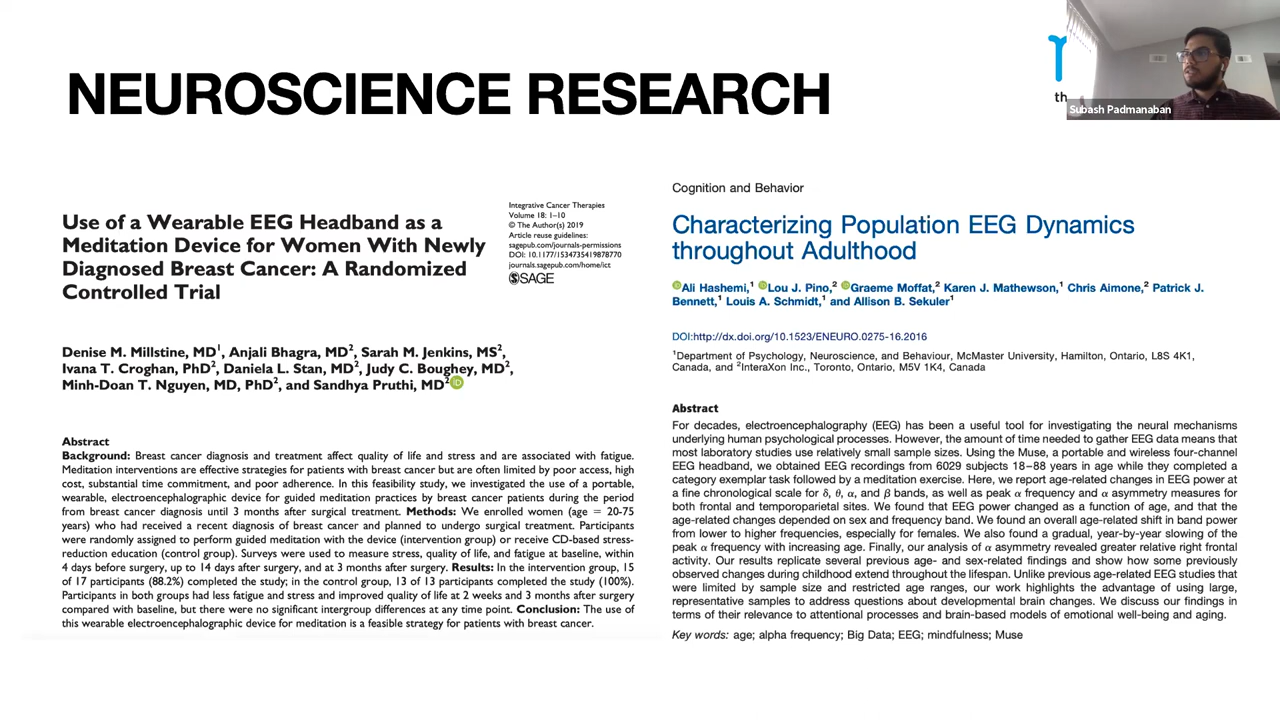 NEUROSCIENCE RESEARCH
th
Subash Padmanaban
Use of a Wearable EEG Headband as a
Meditation Device for Women With Newly
Diagnosed Breast Cancer: A Randomized
Controlled Trial
Integrative Cancer Therapies
Volume 18: 1–10
© The Author(s) 2019
Article reuse guidelines:
sagepub.com/journals-permissions
DOI: 10.1177/1534735419878770
journals.sagepub.com/home/ict
SAGE
Denise M. Millstine, MD1, Anjali Bhagra, MD2, Sarah M. Jenkins, MS2,
Ivana T. Croghan, PhD2, Daniela L. Stan, MD2, Judy C. Boughey, MD2,
Minh-Doan T. Nguyen, MD, PhD2, and Sandhya Pruthi, MD2
Abstract
Background: Breast cancer diagnosis and treatment affect quality of life and stress and are associated with fatigue.
Meditation interventions are effective strategies for patients with breast cancer but are often limited by poor access, high
cost, substantial time commitment, and poor adherence. In this feasibility study, we investigated the use of a portable,
wearable, electroencephalographic device for guided meditation practices by breast cancer patients during the period
from breast cancer diagnosis until 3 months after surgical treatment. Methods: We enrolled women (age = 20-75
years) who had received a recent diagnosis of breast cancer and planned to undergo surgical treatment. Participants
were randomly assigned to perform guided meditation with the device (intervention group) or receive CD-based stress-
reduction education (control group). Surveys were used to measure stress, quality of life, and fatigue at baseline, within
4 days before surgery, up to 14 days after surgery, and at 3 months after surgery. Results: In the intervention group, 15
of 17 participants (88.2%) completed the study; in the control group, 13 of 13 participants completed the study (100%).
Participants in both groups had less fatigue and stress and improved quality of life at 2 weeks and 3 months after surgery
compared with baseline, but there were no significant intergroup differences at any time point. Conclusion: The use of
this wearable electroencephalographic device for meditation is a feasible strategy for patients with breast cancer.
Cognition and Behavior
Characterizing Population EEG Dynamics
throughout Adulthood
Ali Hashemi,1 Lou J. Pino,2 Graeme Moffat,2 Karen J. Mathewson,1 Chris Aimone,2 Patrick J.
Bennett,1 Louis A. Schmidt,1 and Allison B. Sekuler1
DOI:http://dx.doi.org/10.1523/ENEURO.0275-16.2016
1Department of Psychology, Neuroscience, and Behaviour, McMaster University, Hamilton, Ontario, L8S 4K1,
Canada, and 2InteraXon Inc., Toronto, Ontario, M5V 1K4, Canada
Abstract
For decades, electroencephalography (EEG) has been a useful tool for investigating the neural mechanisms
underlying human psychological processes. However, the amount of time needed to gather EEG data means that
most laboratory studies use relatively small sample sizes. Using the Muse, a portable and wireless four-channel
EEG headband, we obtained EEG recordings from 6029 subjects 18–88 years in age while they completed a
category exemplar task followed by a meditation exercise. Here, we report age-related changes in EEG power at
a fine chronological scale for δ, θ, α, and β bands, as well as peak α frequency and α asymmetry measures for
both frontal and temporoparietal sites. We found that EEG power changed as a function of age, and that the
age-related changes depended on sex and frequency band. We found an overall age-related shift in band power
from lower to higher frequencies, especially for females. We also found a gradual, year-by-year slowing of the
peak α frequency with increasing age. Finally, our analysis of α asymmetry revealed greater relative right frontal
activity. Our results replicate several previous age- and sex-related findings and show how some previously
observed changes during childhood extend throughout the lifespan. Unlike previous age-related EEG studies that
were limited by sample size and restricted age ranges, our work highlights the advantage of using large,
representative samples to address questions about developmental brain changes. We discuss our findings in
terms of their relevance to attentional processes and brain-based models of emotional well-being and aging.
Key words: age; alpha frequency; Big Data; EEG; mindfulness; Muse